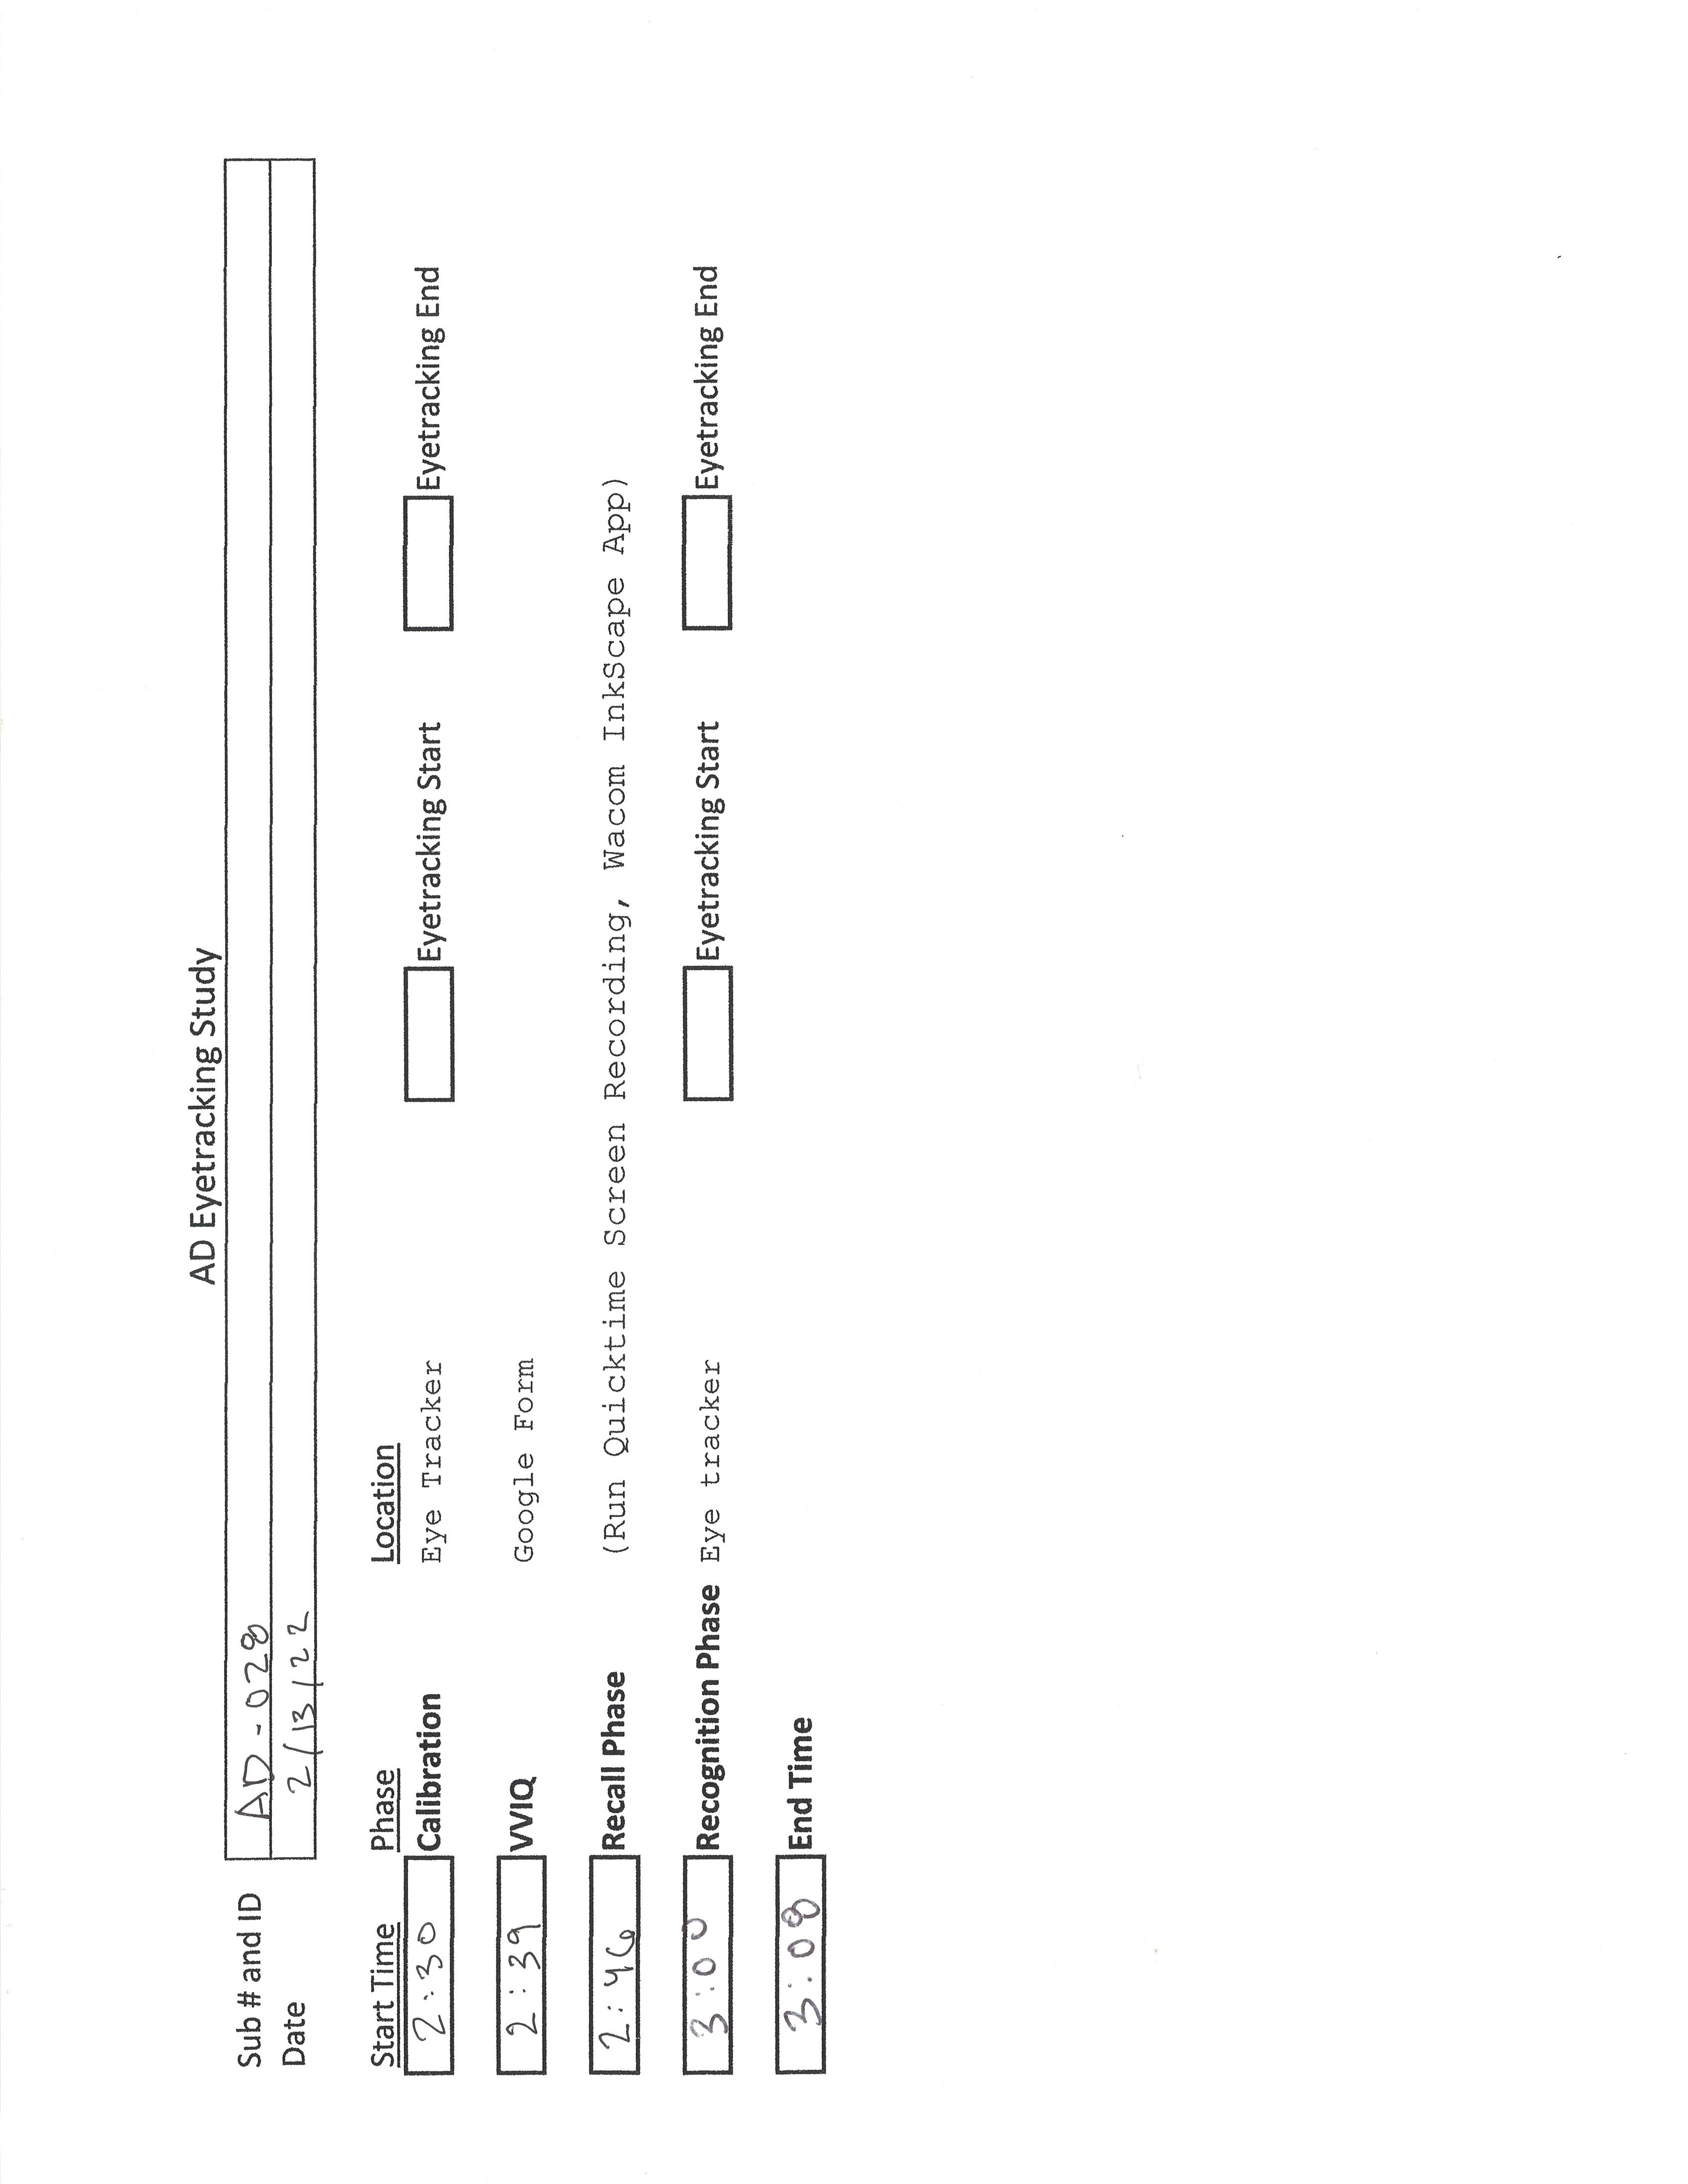 AD Eyetracking Study
Sub # and ID AD-028
Date 2/13/22
Start Time Phase Location
2:30 Calibration Eye Tracker Eyetracking Start Eyetracking End
2:39 VVIQ Google Form
2:46 Recall Phase (Run Quicktime Screen Recording, Wacom InkScape App)
3:00 Recognition Phase Eye tracker Eyetracking Start Eyetracking End
3:08 End Time